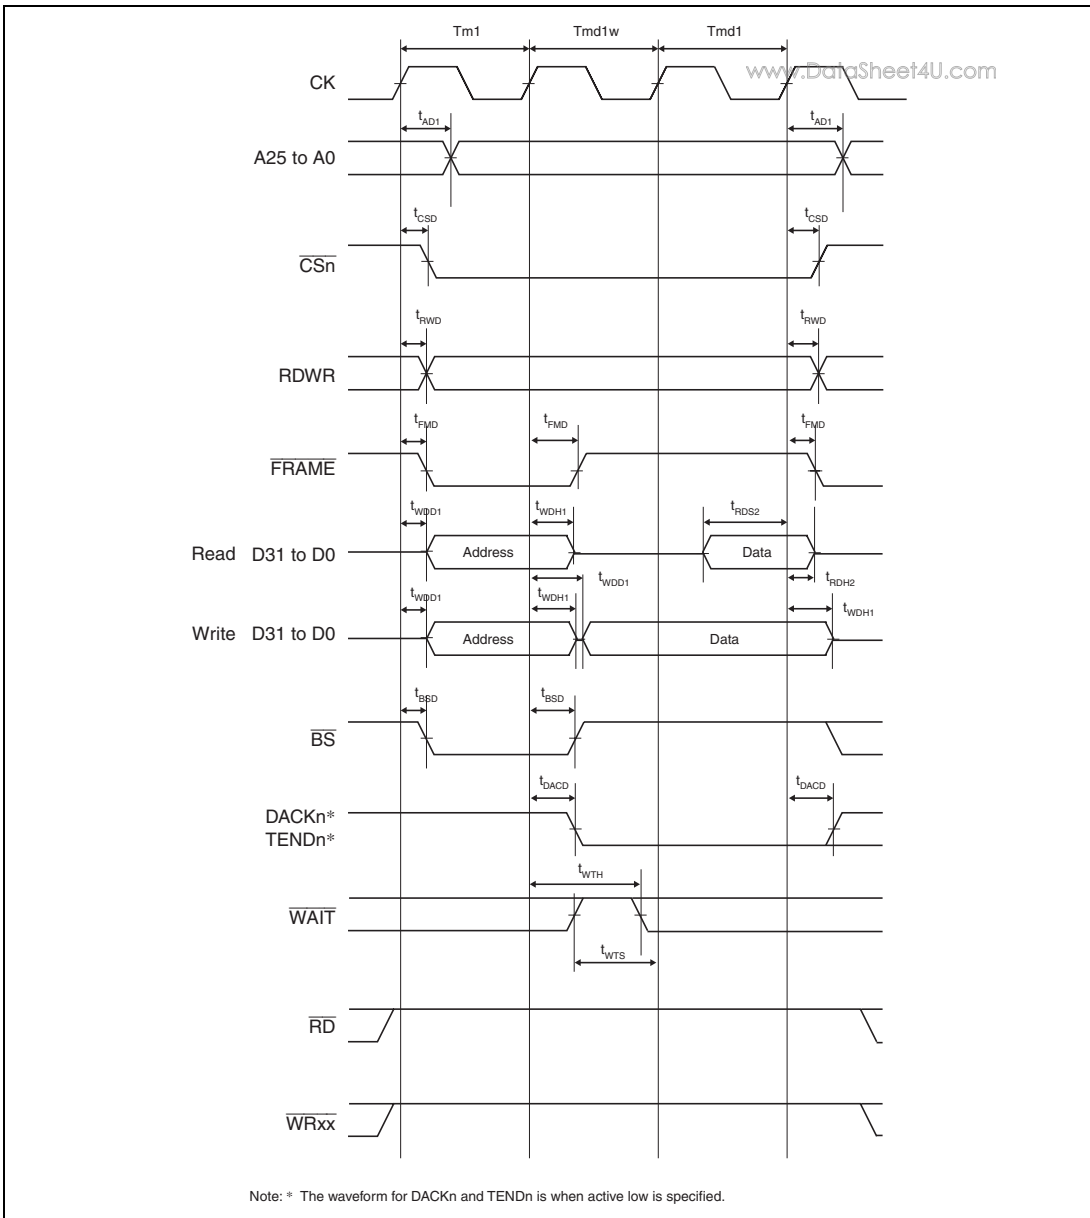 Tm1 Tmd1w Tmd1
www.DataSheet4U.com
CK
tAD1 tAD1
A25 to A0
tCSD tCSD
CSn
tRWD tRWD
RDWR
tFMD tFMD tFMD
FRAME
tWDD1 tWDH1 tRDS2
Read D31 to D0 Address Data
tWDD1 tRDH2
tWDD1 tWDH1 tWDH1
Write D31 to D0 Address Data
tBSD tBSD
BS
tDACD tDACD
DACKn*
TENDn*
tWTH
WAIT
tWTS
RD
WRxx
Note: * The waveform for DACKn and TENDn is when active low is specified.